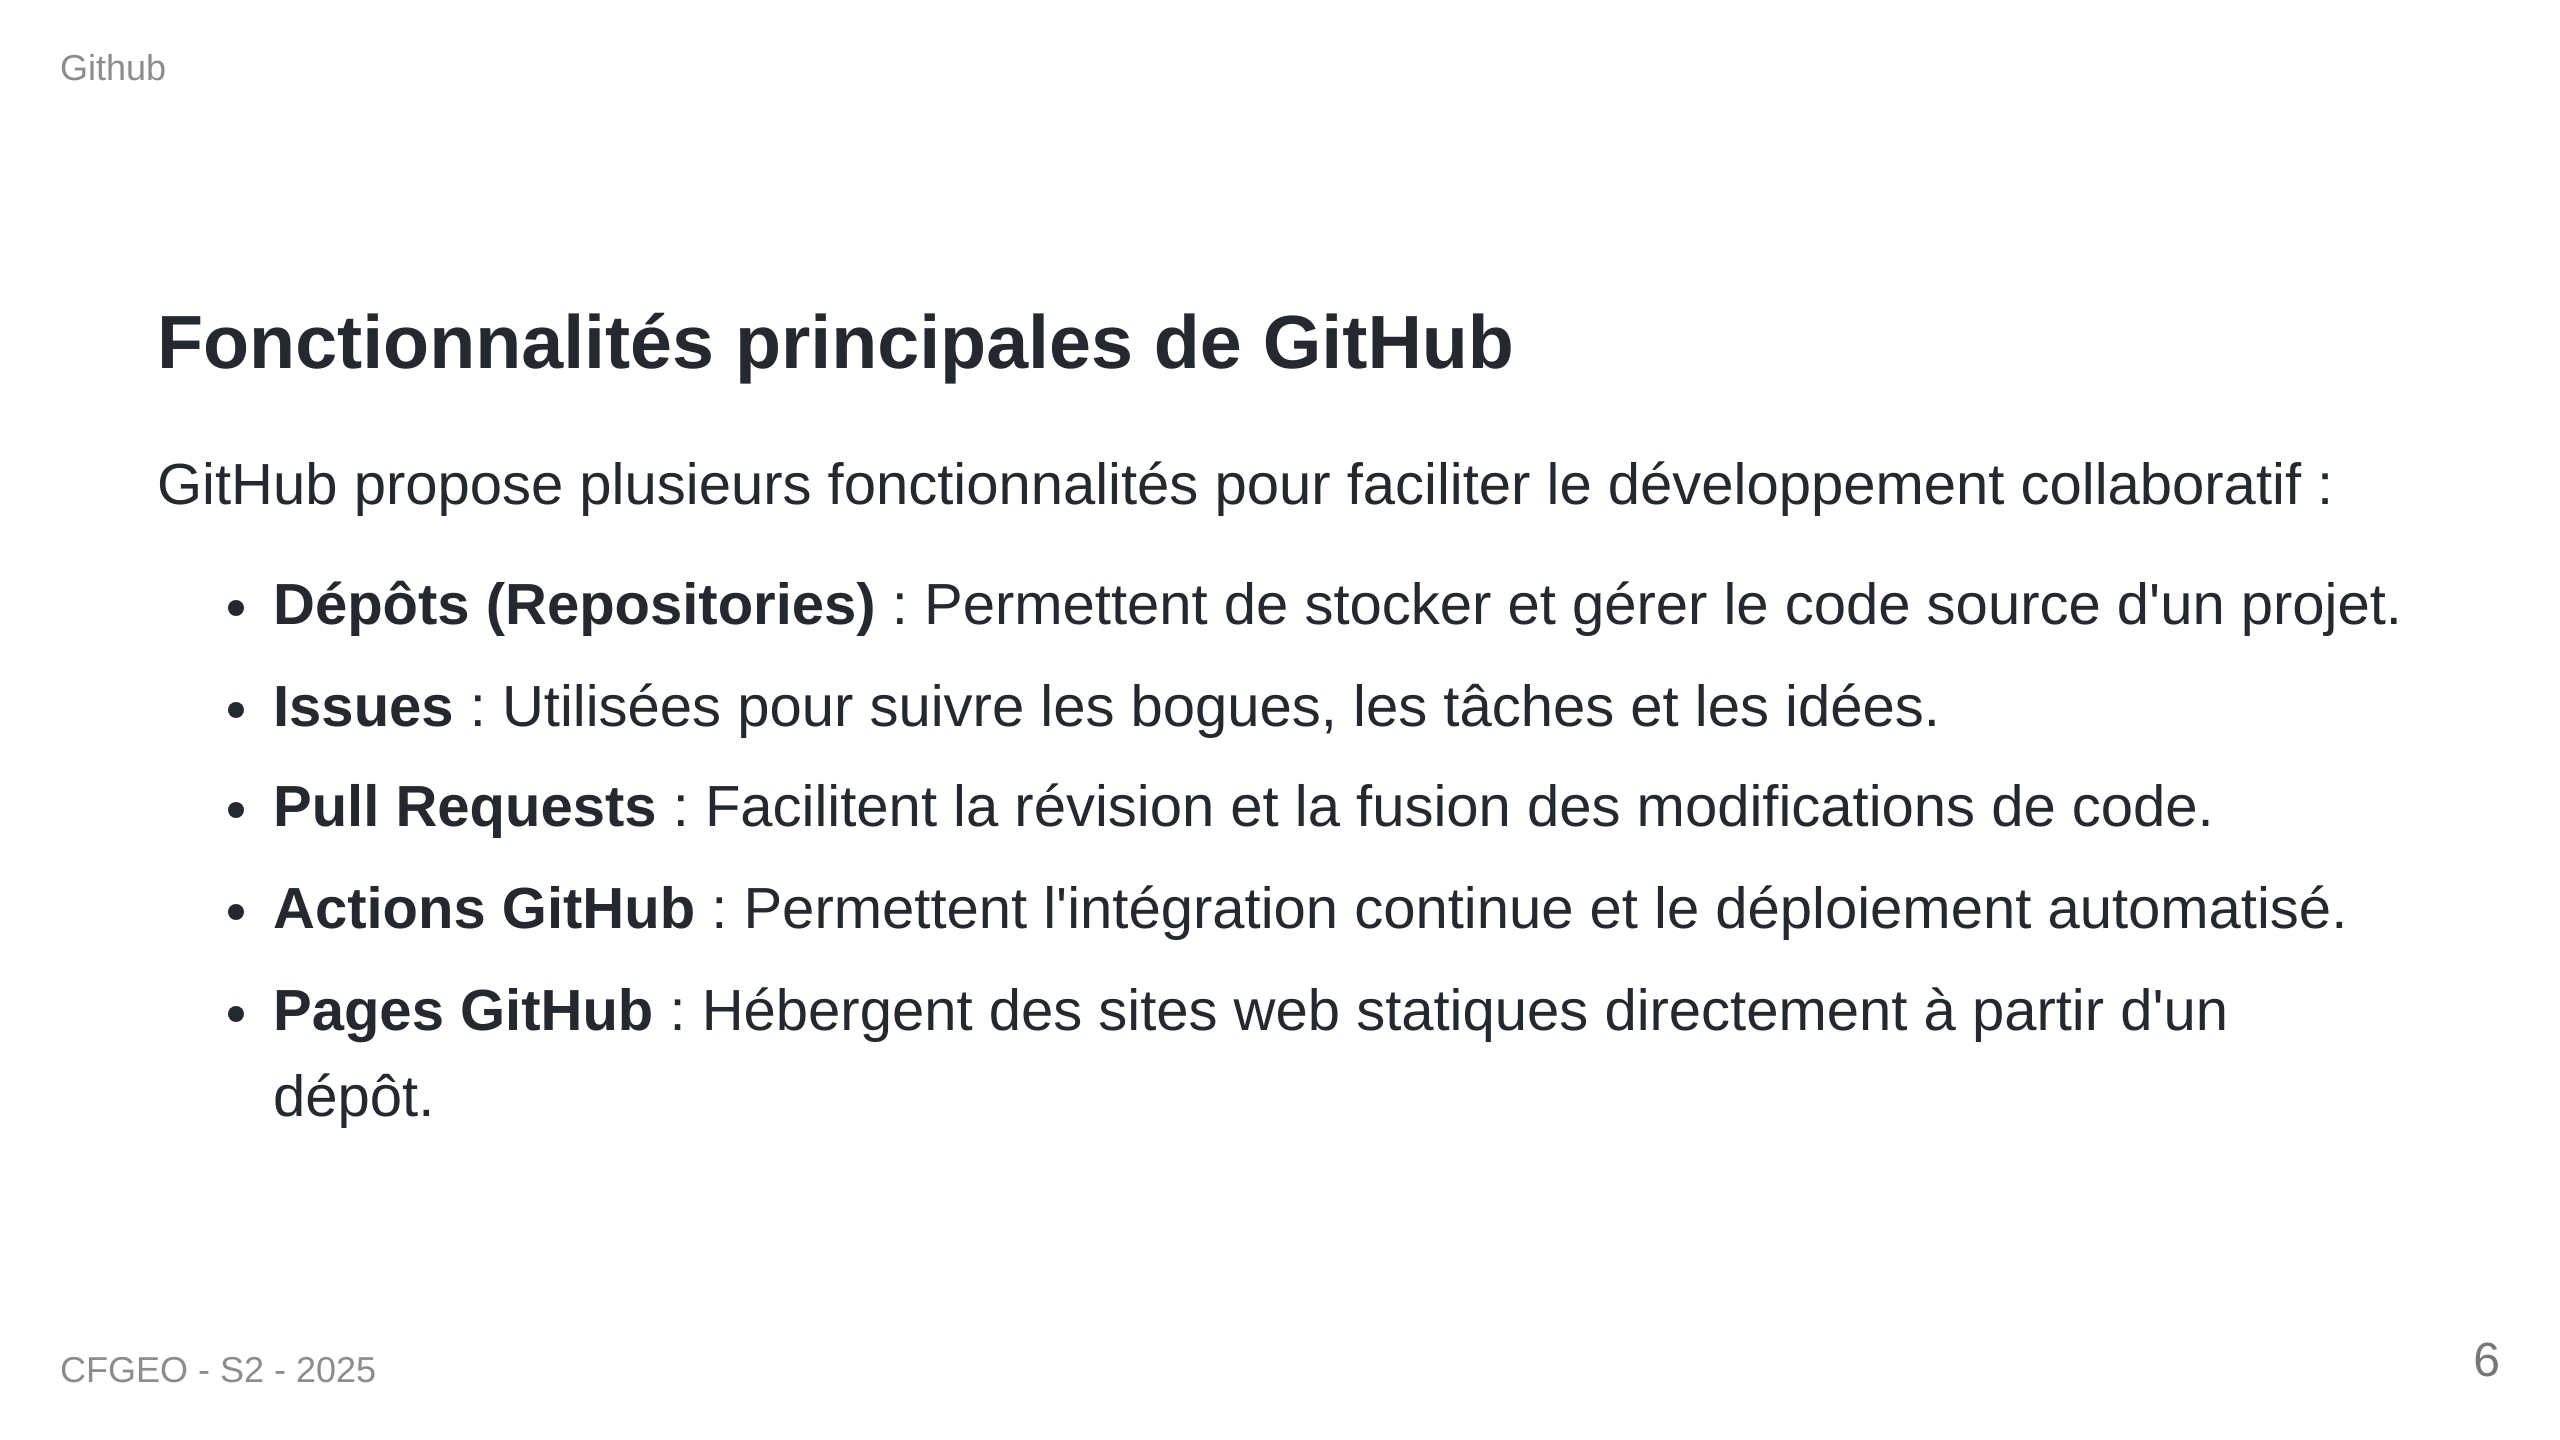 Github
Fonctionnalités principales de GitHub
GitHub propose plusieurs fonctionnalités pour faciliter le développement collaboratif :
• Dépôts (Repositories) : Permettent de stocker et gérer le code source d'un projet.
• Issues : Utilisées pour suivre les bogues, les tâches et les idées.
• Pull Requests : Facilitent la révision et la fusion des modifications de code.
• Actions GitHub : Permettent l'intégration continue et le déploiement automatisé.
• Pages GitHub : Hébergent des sites web statiques directement à partir d'un
dépôt.
CFGEO - S2 - 2025
6